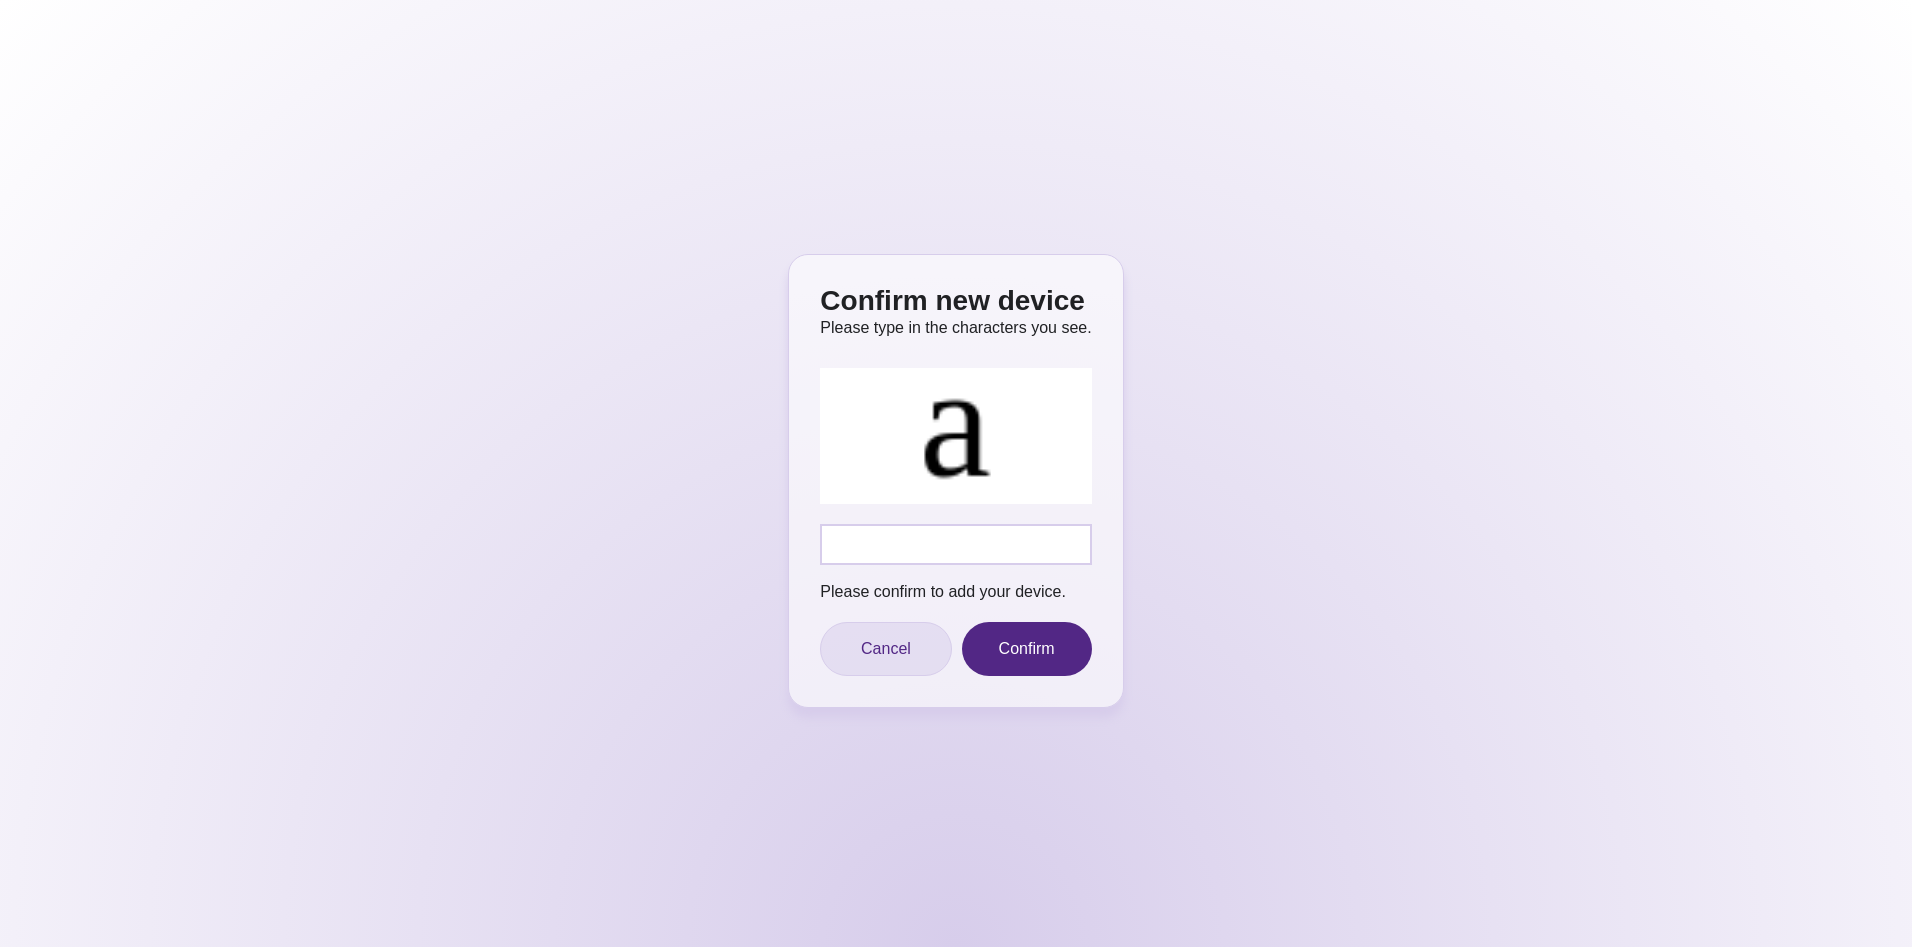 Confirm new device
Please type in the characters you see.
a
Please confirm to add your device.
Cancel
Confirm